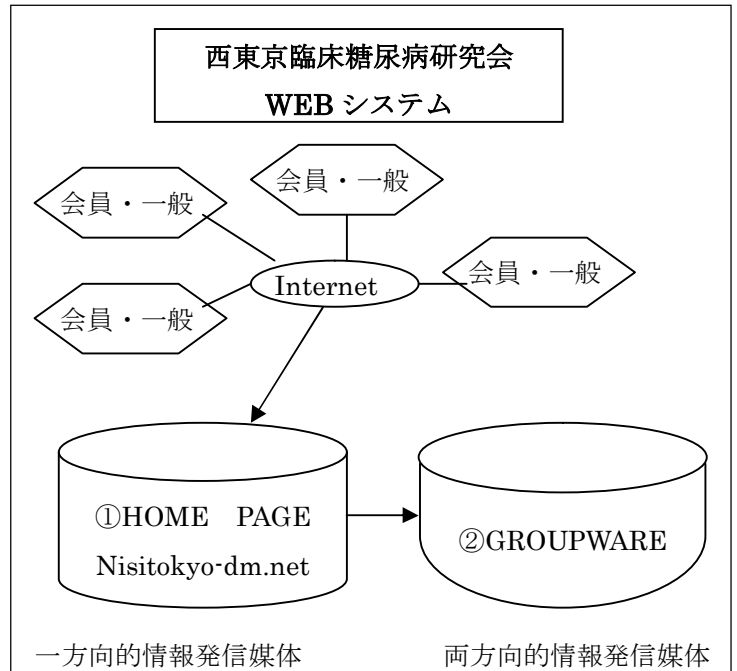 西東京臨床糖尿病研究会
WEB システム
会員・一般
会員・一般
会員・一般
会員・一般
Internet
①HOME　PAGE
Nisitokyo-dm.net
②GROUPWARE
一方向的情報発信媒体
両方向的情報発信媒体